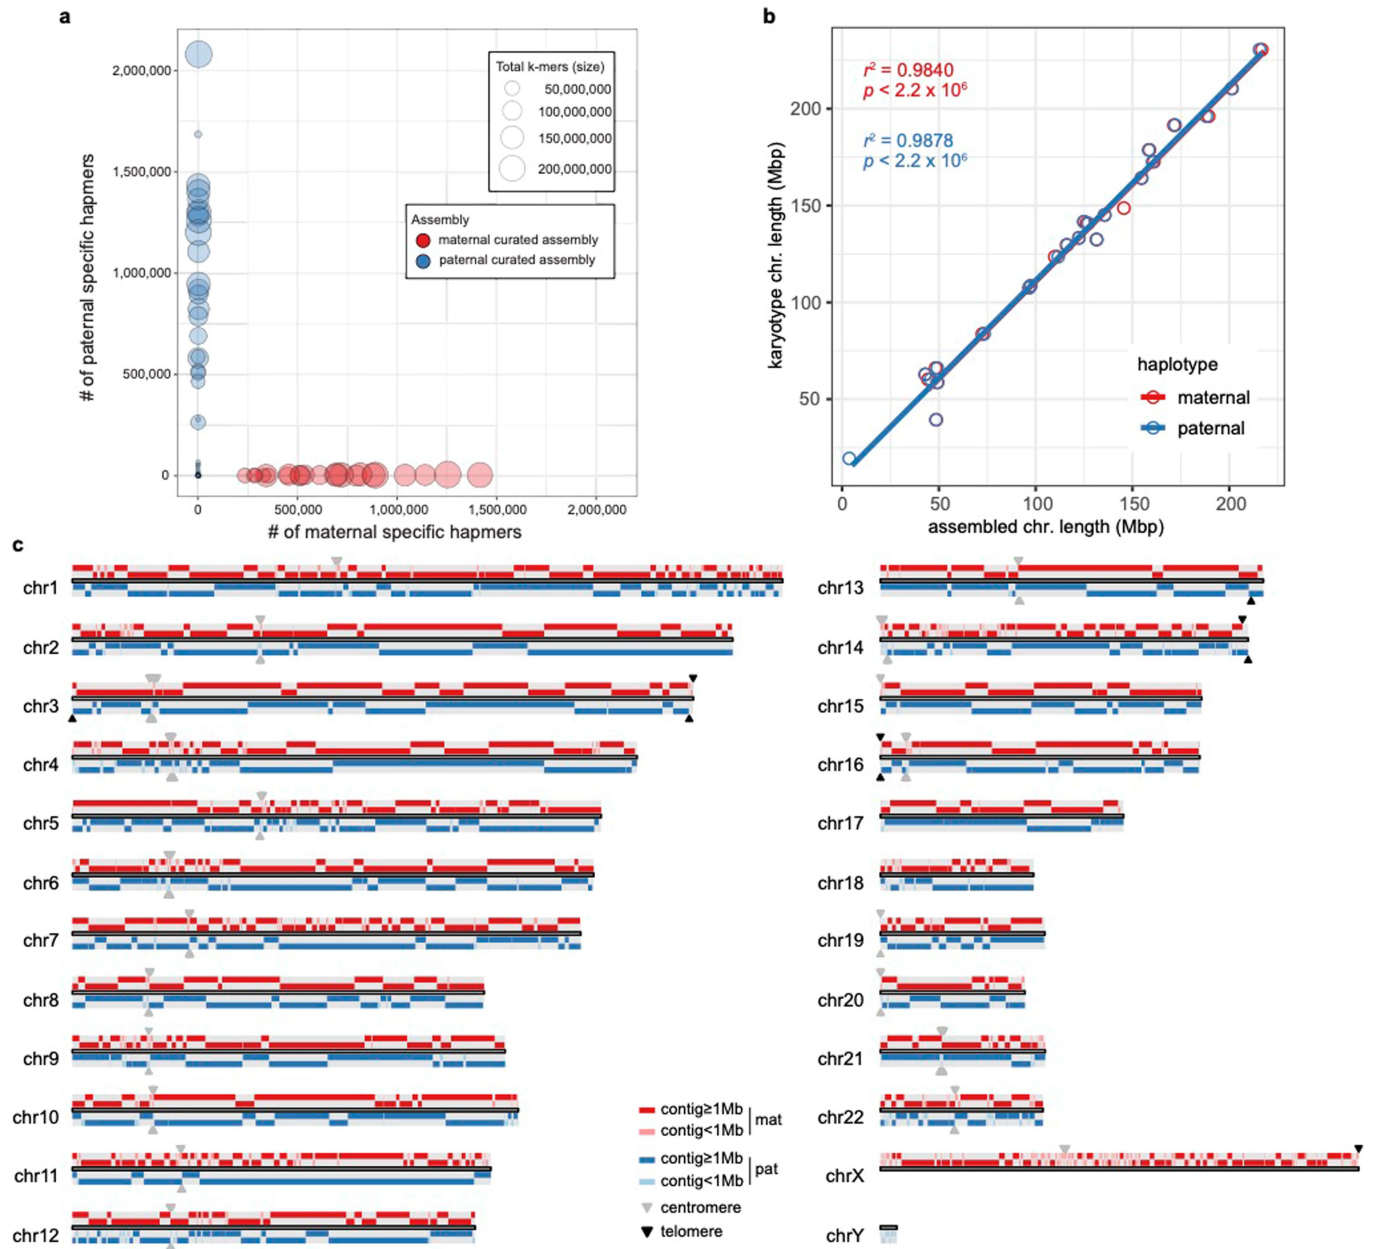 a
# of paternal specific hapmers
2,000,000
1,500,000
1,000,000
500,000
0
0
500,000
1,000,000
1,500,000
2,000,000
# of maternal specific hapmers
Total k-mers (size)
50,000,000
100,000,000
150,000,000
200,000,000
Assembly
maternal curated assembly
paternal curated assembly
b
karyotype chr. length (Mbp)
200
150
100
50
0
50
100
150
200
assembled chr. length (Mbp)
r² = 0.9840
p < 2.2 x 10⁶
r² = 0.9878
p < 2.2 x 10⁶
haplotype
maternal
paternal
c
chr1
chr2
chr3
chr4
chr5
chr6
chr7
chr8
chr9
chr10
chr11
chr12
chr13
chr14
chr15
chr16
chr17
chr18
chr19
chr20
chr21
chr22
chrX
chrY
contig≥1Mb
contig<1Mb
mat
contig≥1Mb
contig<1Mb
pat
centromere
telomere